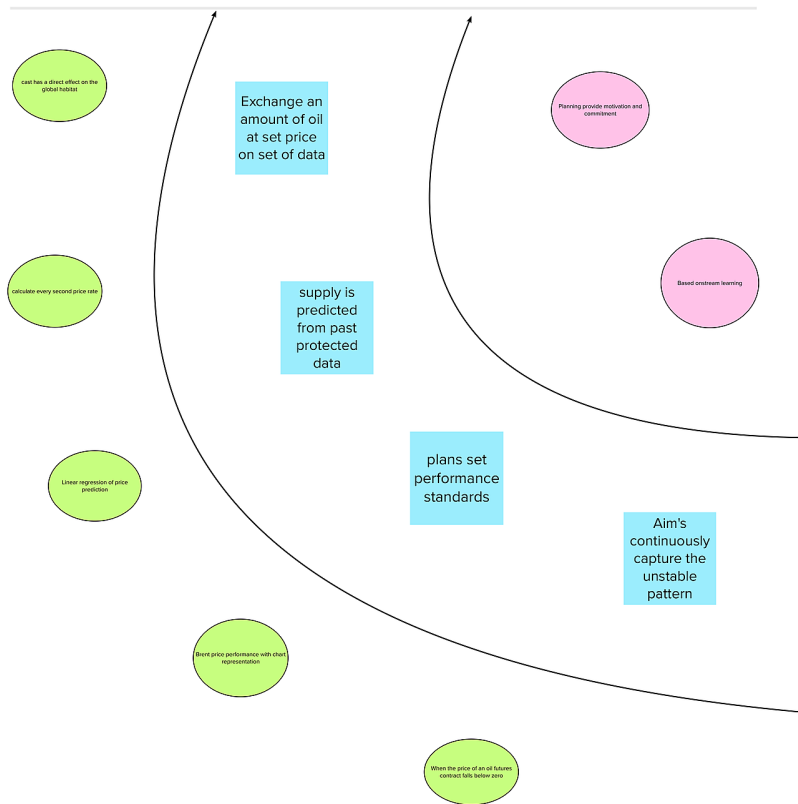 cast has a direct effect on the
global habitat
Exchange an
amount of oil
at set price
on set of data
Planning provide motivation and
commitment
calculate every second price rate
supply is
predicted
from past
protected
data
Based onstream learning
Linear regression of price
prediction
plans set
performance
standards
Aim's
continuously
capture the
unstable
pattern
Brent price performance with chart
representation
When the price of an oil futures
contract falls below zero